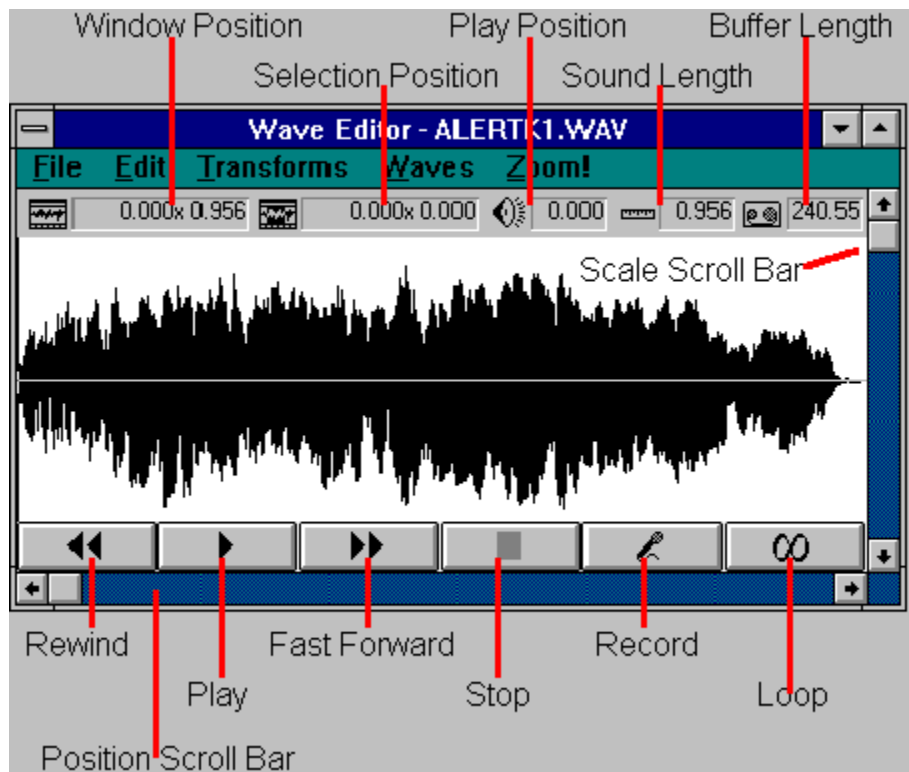 Window Position Play Position Buffer Length
Selection Position Sound Length
Wave Editor - ALERTK1.WAV
File Edit Transforms Waves Zoom!
0.000x 0.956 0.000x 0.000 0.000 0.956 240.55
Scale Scroll Bar
Rewind Fast Forward Record
Play Stop Loop
Position Scroll Bar